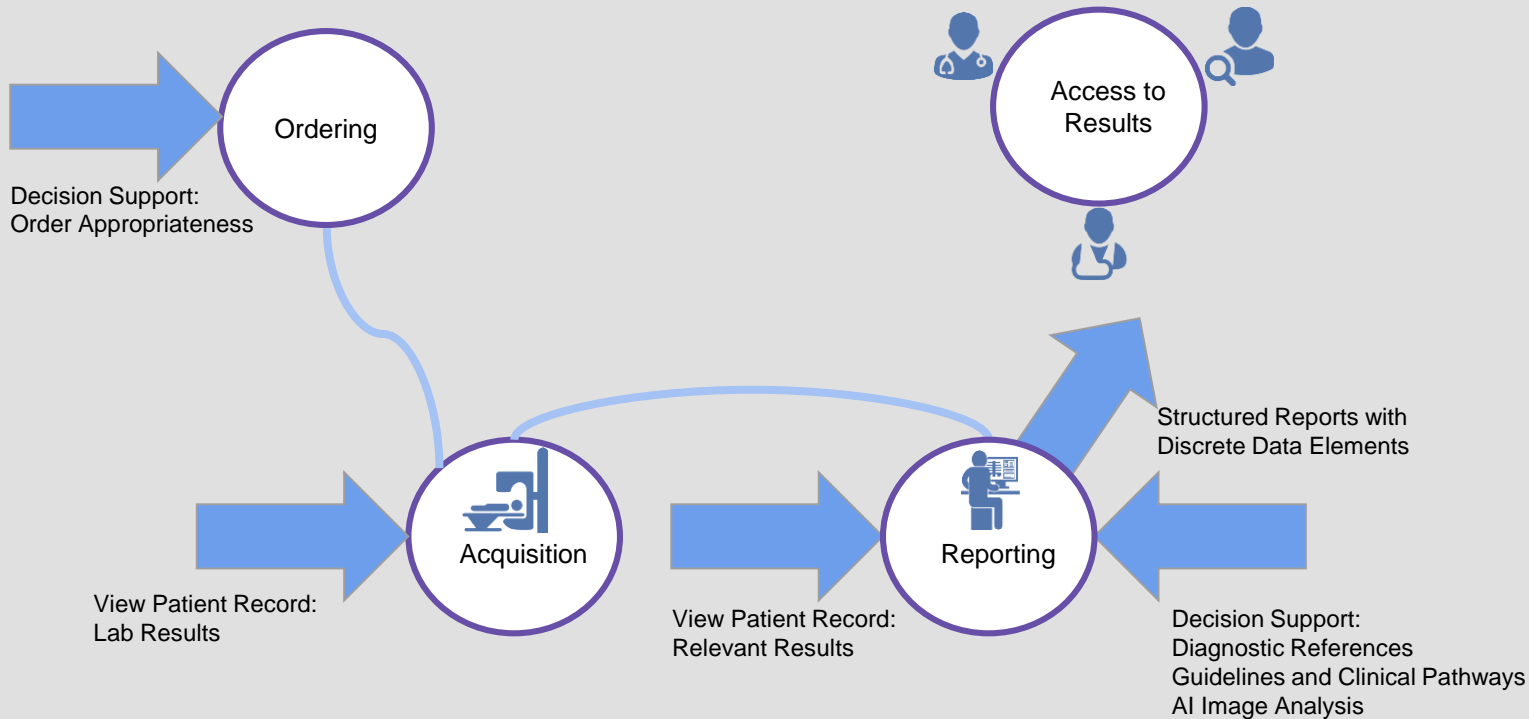 Ordering
Access to
Results
Decision Support:
Order Appropriateness
Structured Reports with
Discrete Data Elements
Acquisition
Reporting
View Patient Record:
Lab Results
View Patient Record:
Relevant Results
Decision Support:
Diagnostic References
Guidelines and Clinical Pathways
AI Image Analysis